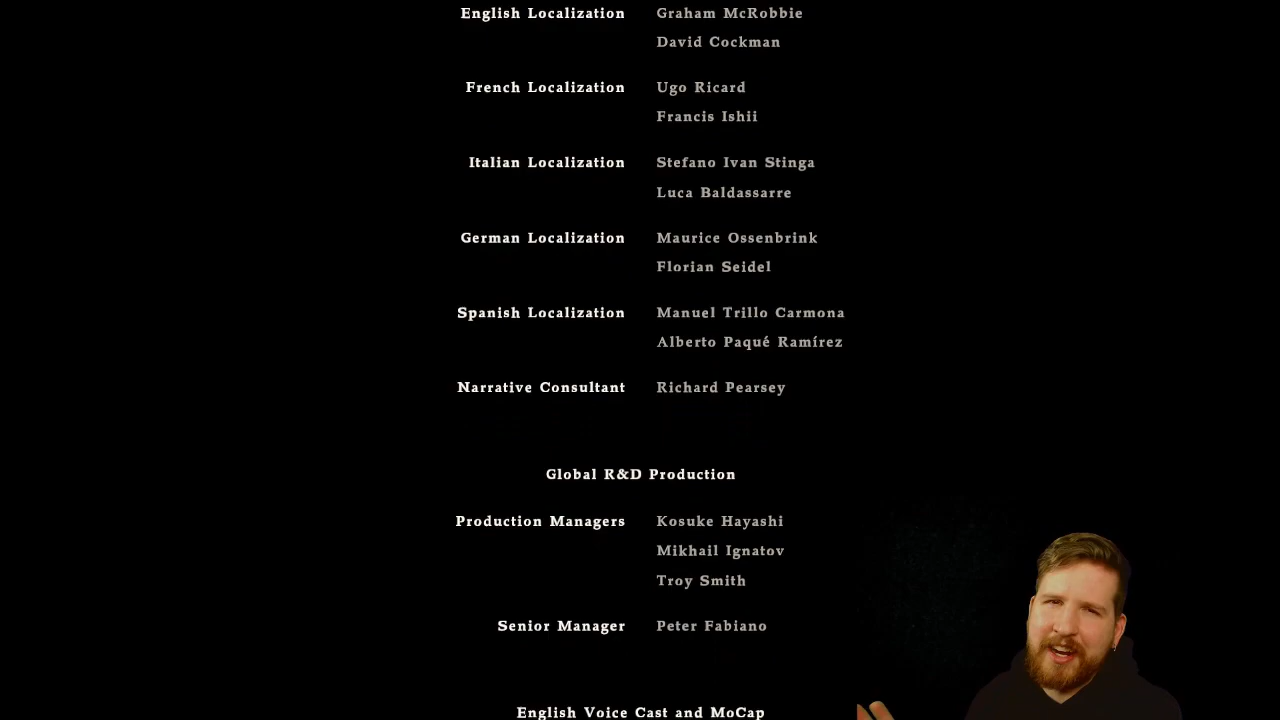 English Localization Graham McRobbie
David Cockman
French Localization Ugo Ricard
Francis Ishii
Italian Localization Stefano Ivan Stinga
Luca Baldassarre
German Localization Maurice Ossenbrink
Florian Seidel
Spanish Localization Manuel Trillo Carmona
Alberto Paqué Ramírez
Narrative Consultant Richard Pearsey
Global R&D Production
Production Managers Kosuke Hayashi
Mikhail Ignatov
Troy Smith
Senior Manager Peter Fabiano
English Voice Cast and MoCap